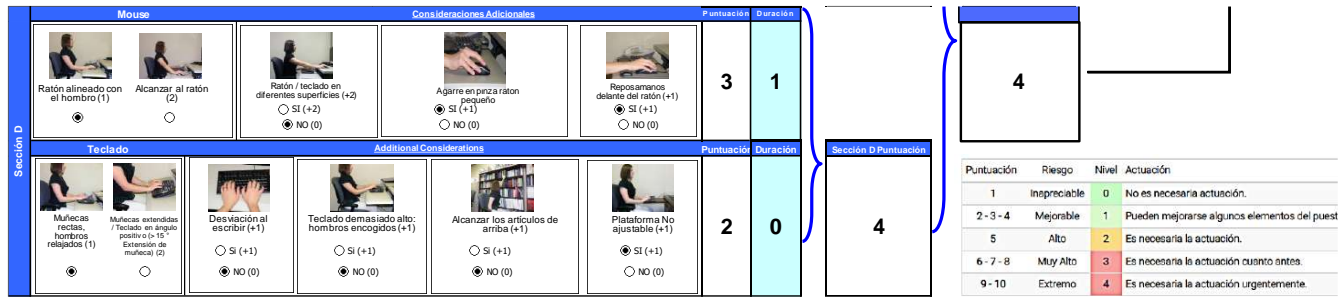 Mouse
Consideraciones Adicionales
Puntuación
Duración
Ratón alineado con
el hombro (1)
Alcanzar al ratón
(2)
Ratón / teclado en
diferentes superficies (+2)
SI (+2)
NO (0)
Agarre en pinza ratón
pequeño
SI (+1)
NO (0)
Reposamanos
delante del ratón (+1)
SI (+1)
NO (0)
3
1
4
Sección D
Teclado
Additional Considerations
Puntuación
Duración
Sección D Puntuación
Muñecas
rectas,
hombros
relajados (1)
Muñecas extendidas
/ Teclado en ángulo
positivo (> 15 °
Extensión de
muñeca) (2)
Desviación al
escribir (+1)
Si (+1)
NO (0)
Teclado demasiado alto:
hombros encogidos (+1)
Si (+1)
NO (0)
Alcanzar los artículos de
arriba (+1)
Si (+1)
NO (0)
Plataforma No
ajustable (+1)
SI (+1)
NO (0)
2
0
4
Puntuación Riesgo Nivel Actuación
1 Inapreciable 0 No es necesaria actuación.
2 - 3 - 4 Mejorable 1 Pueden mejorarse algunos elementos del puest
5 Alto 2 Es necesaria la actuación.
6 - 7 - 8 Muy Alto 3 Es necesaria la actuación cuanto antes.
9 - 10 Extremo 4 Es necesaria la actuación urgentemente.